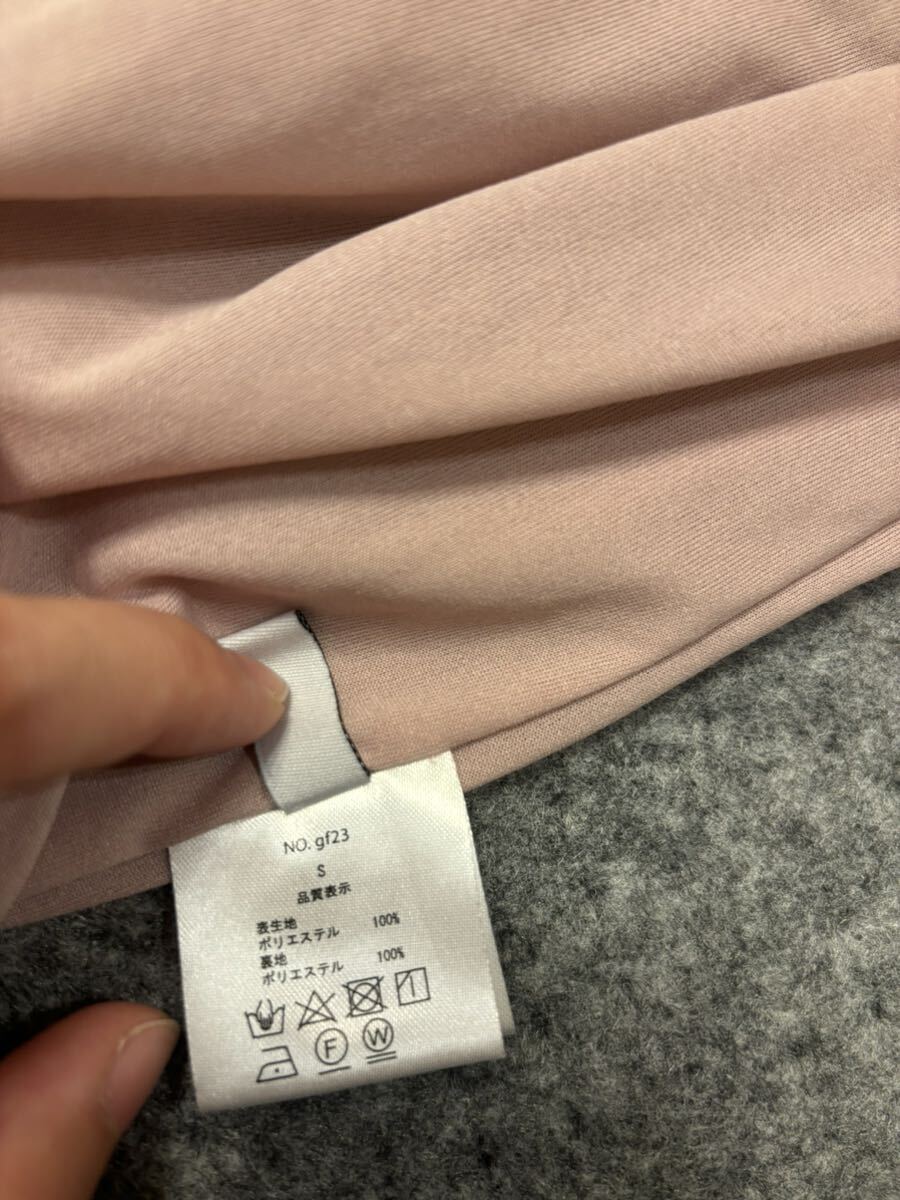 NO. gf23
S
品質表示
表生地
ポリエステル 100%
裏地
ポリエステル 100%
F W